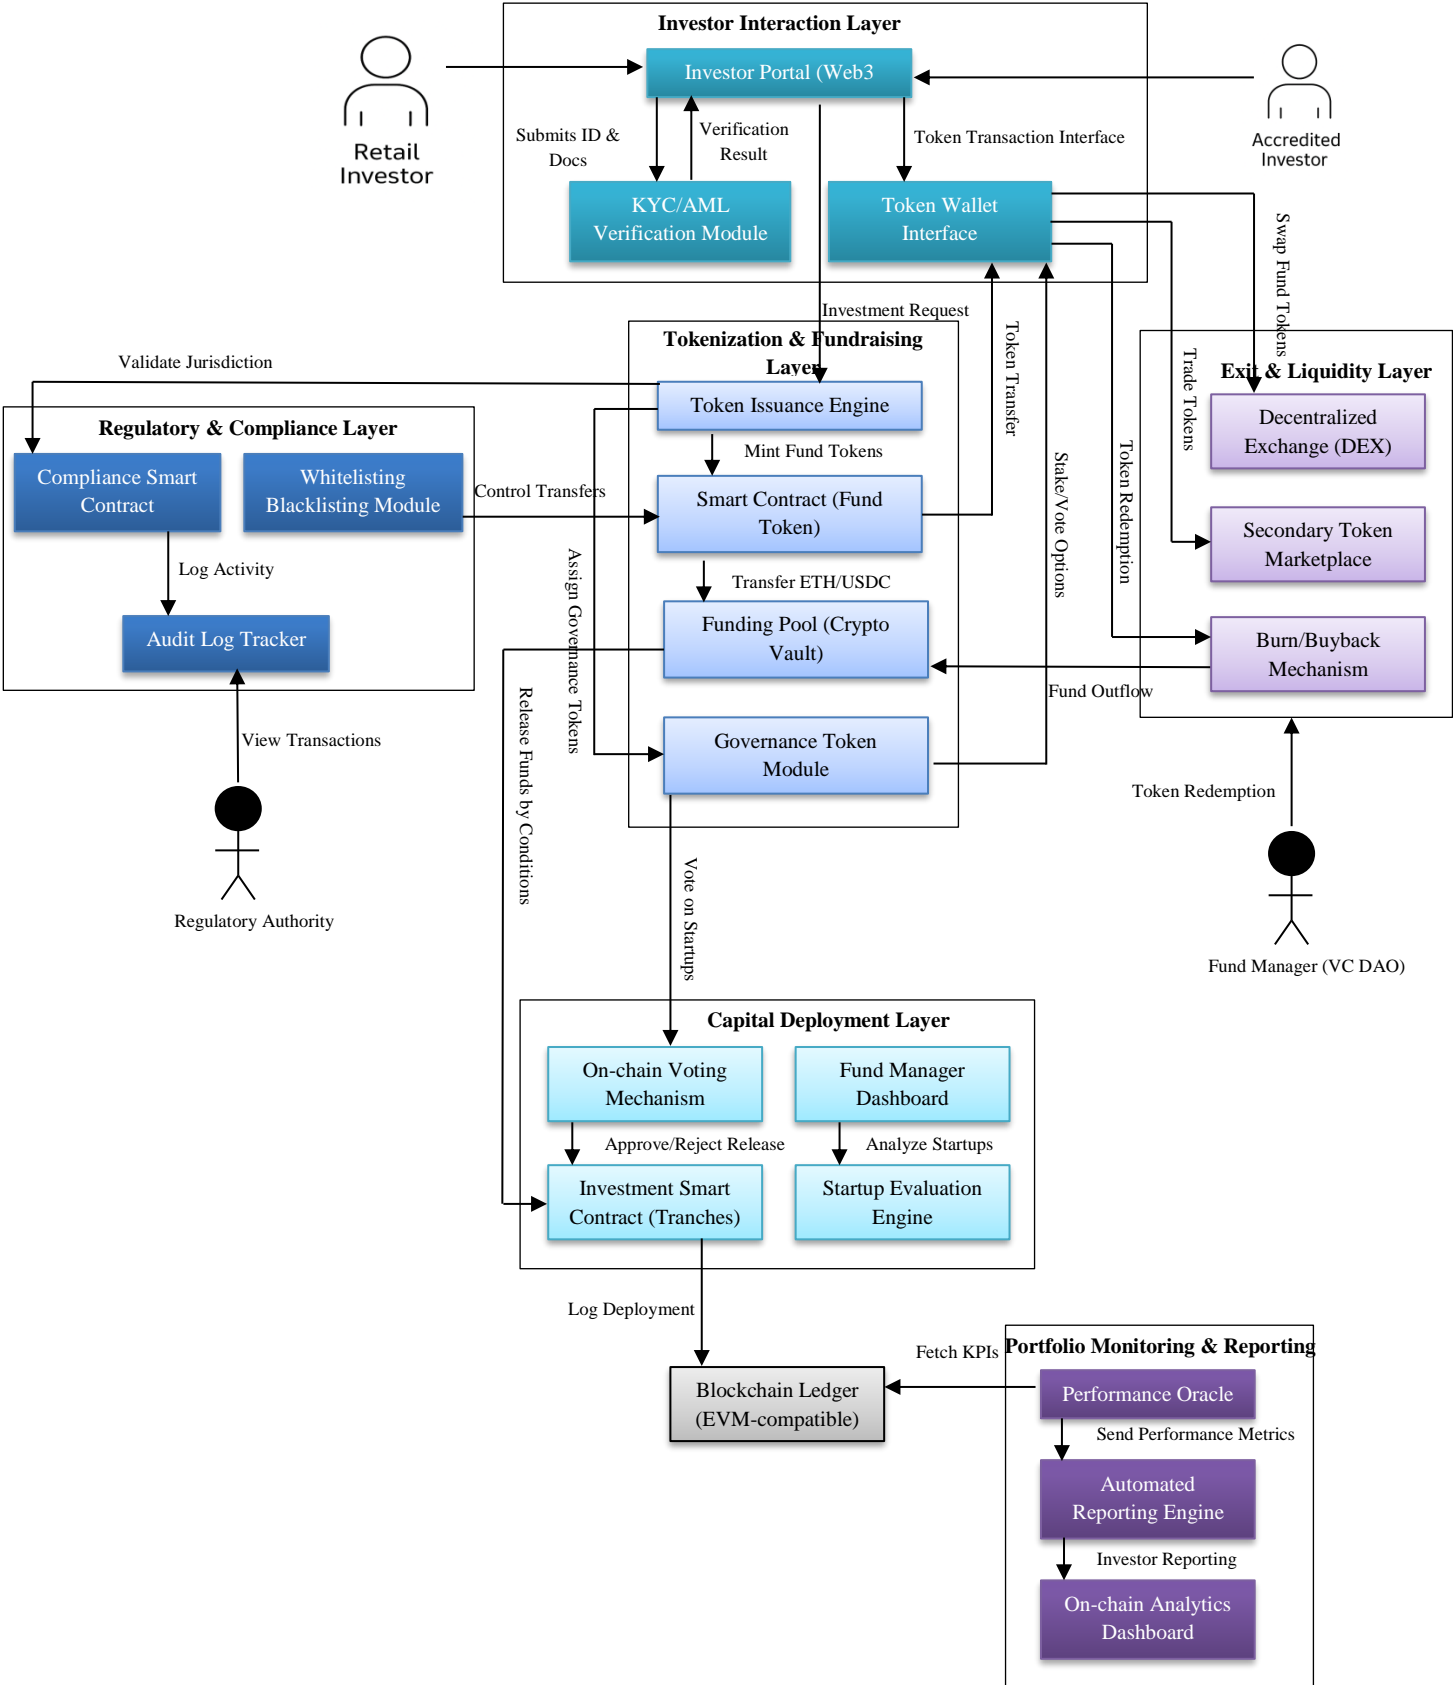 Investor Interaction Layer
Investor Portal (Web3
Retail
Investor
Accredited
Investor
Submits ID &
Docs
Verification
Result
Token Transaction Interface
KYC/AML
Verification Module
Token Wallet
Interface
Swap Fund Tokens
Investment Request
Tokenization & Fundraising
Layer
Token Transfer
Trade Tokens
Exit & Liquidity Layer
Validate Jurisdiction
Token Issuance Engine
Decentralized
Exchange (DEX)
Regulatory & Compliance Layer
Mint Fund Tokens
Compliance Smart
Contract
Whitelisting
Blacklisting Module
Control Transfers
Smart Contract (Fund
Token)
Stake/Vote Options
Token Redemption
Secondary Token
Marketplace
Log Activity
Assign Governance Tokens
Transfer ETH/USDC
Audit Log Tracker
Funding Pool (Crypto
Vault)
Burn/Buyback
Mechanism
Fund Outflow
Release Funds by Conditions
View Transactions
Governance Token
Module
Token Redemption
Regulatory Authority
Vote on Startups
Fund Manager (VC DAO)
Capital Deployment Layer
On-chain Voting
Mechanism
Fund Manager
Dashboard
Approve/Reject Release
Analyze Startups
Investment Smart
Contract (Tranches)
Startup Evaluation
Engine
Log Deployment
Portfolio Monitoring & Reporting
Fetch KPIs
Blockchain Ledger
(EVM-compatible)
Performance Oracle
Send Performance Metrics
Automated
Reporting Engine
Investor Reporting
On-chain Analytics
Dashboard